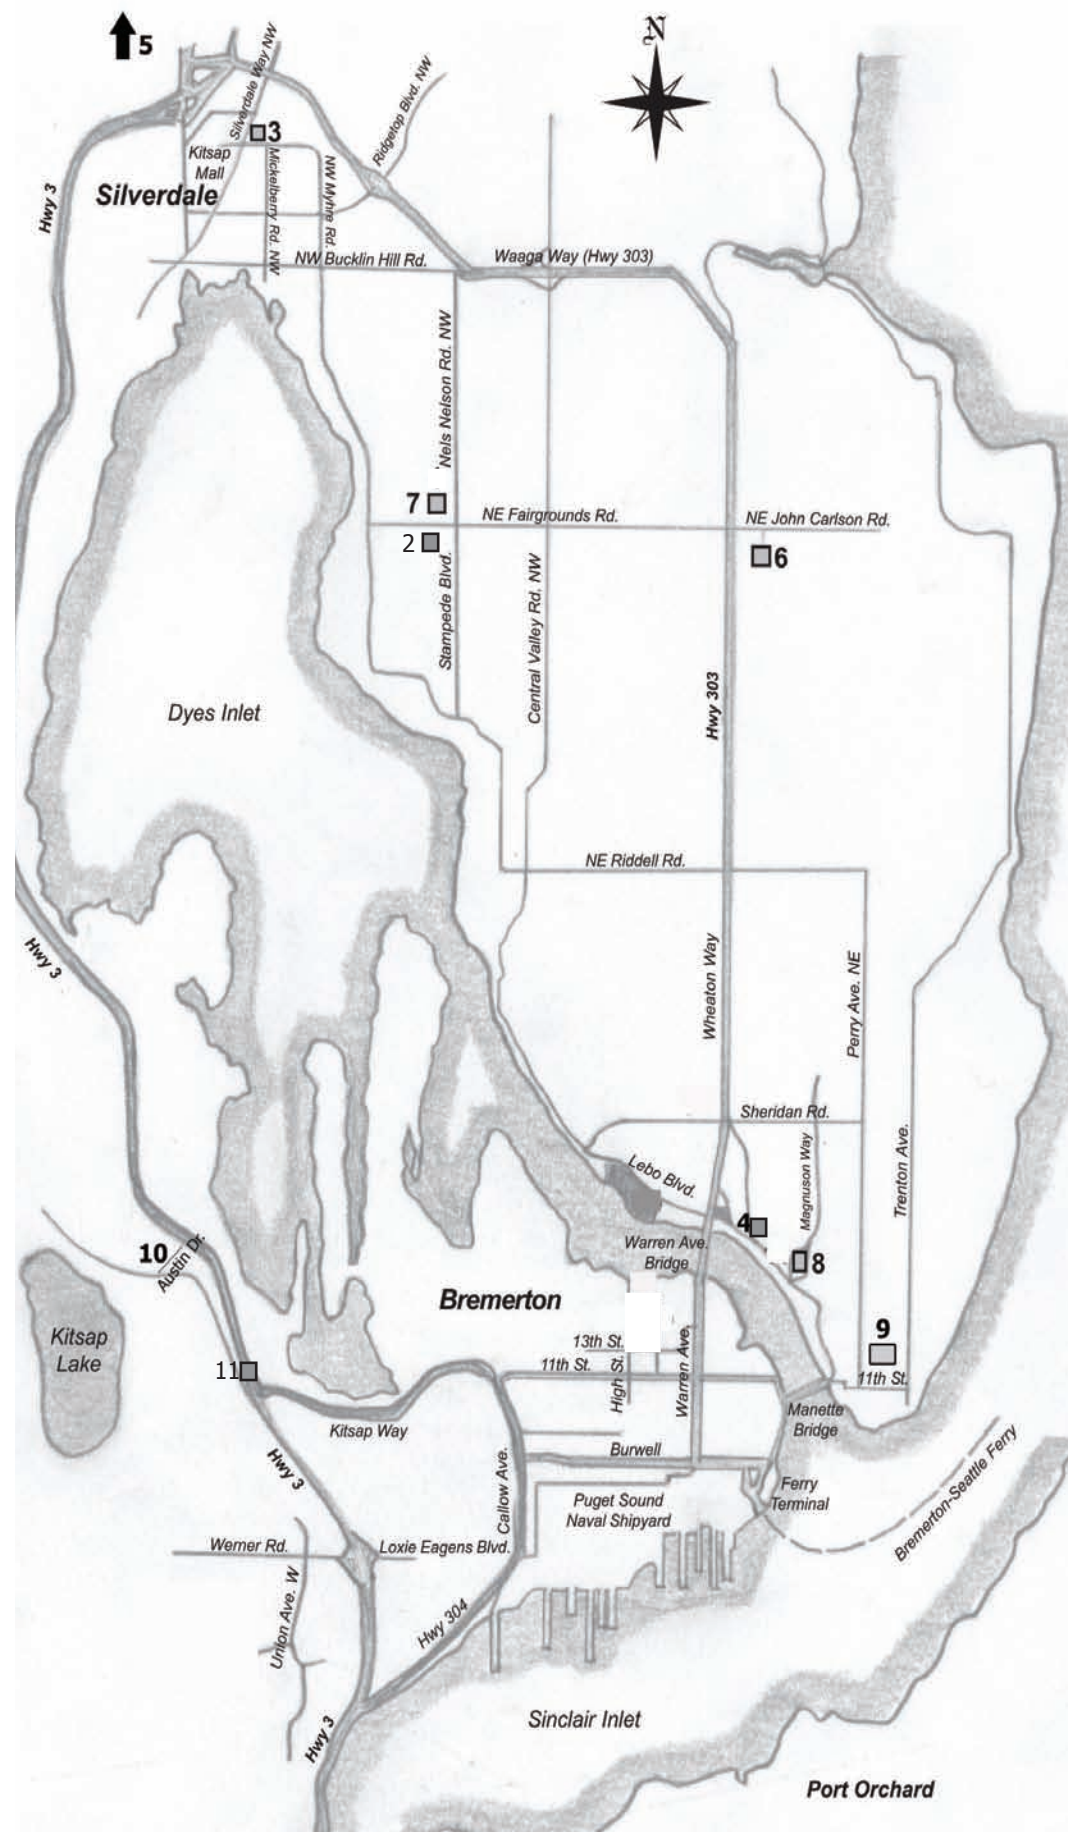 5
N
Silverdale Way NW
3
Ridgetop Blvd. NW
Kitsap
Mall
Mickelberry Rd. NW
NW Myhre Rd.
Silverdale
Hwy 3
NW Bucklin Hill Rd.
Waaga Way (Hwy 303)
Nels Nelson Rd. NW
7
NE Fairgrounds Rd.
NE John Carlson Rd.
2
6
Stampede Blvd.
Central Valley Rd. NW
Hwy 303
Dyes Inlet
NE Riddell Rd.
Hwy 3
Wheaton Way
Perry Ave. NE
Sheridan Rd.
Magnuson Way
Trenton Ave.
Lebo Blvd.
4
Warren Ave.
Bridge
8
10
Austin Dr.
Bremerton
Kitsap
Lake
9
13th St.
11th St.
High St.
Warren Ave.
11th St.
11
Manette
Bridge
Kitsap Way
Burwell
Callow Ave.
Hwy 3
Ferry
Terminal
Puget Sound
Naval Shipyard
Bremerton-Seattle Ferry
Werner Rd.
Loxie Eagens Blvd.
Union Ave. W
Hwy 304
Hwy 3
Sinclair Inlet
Port Orchard